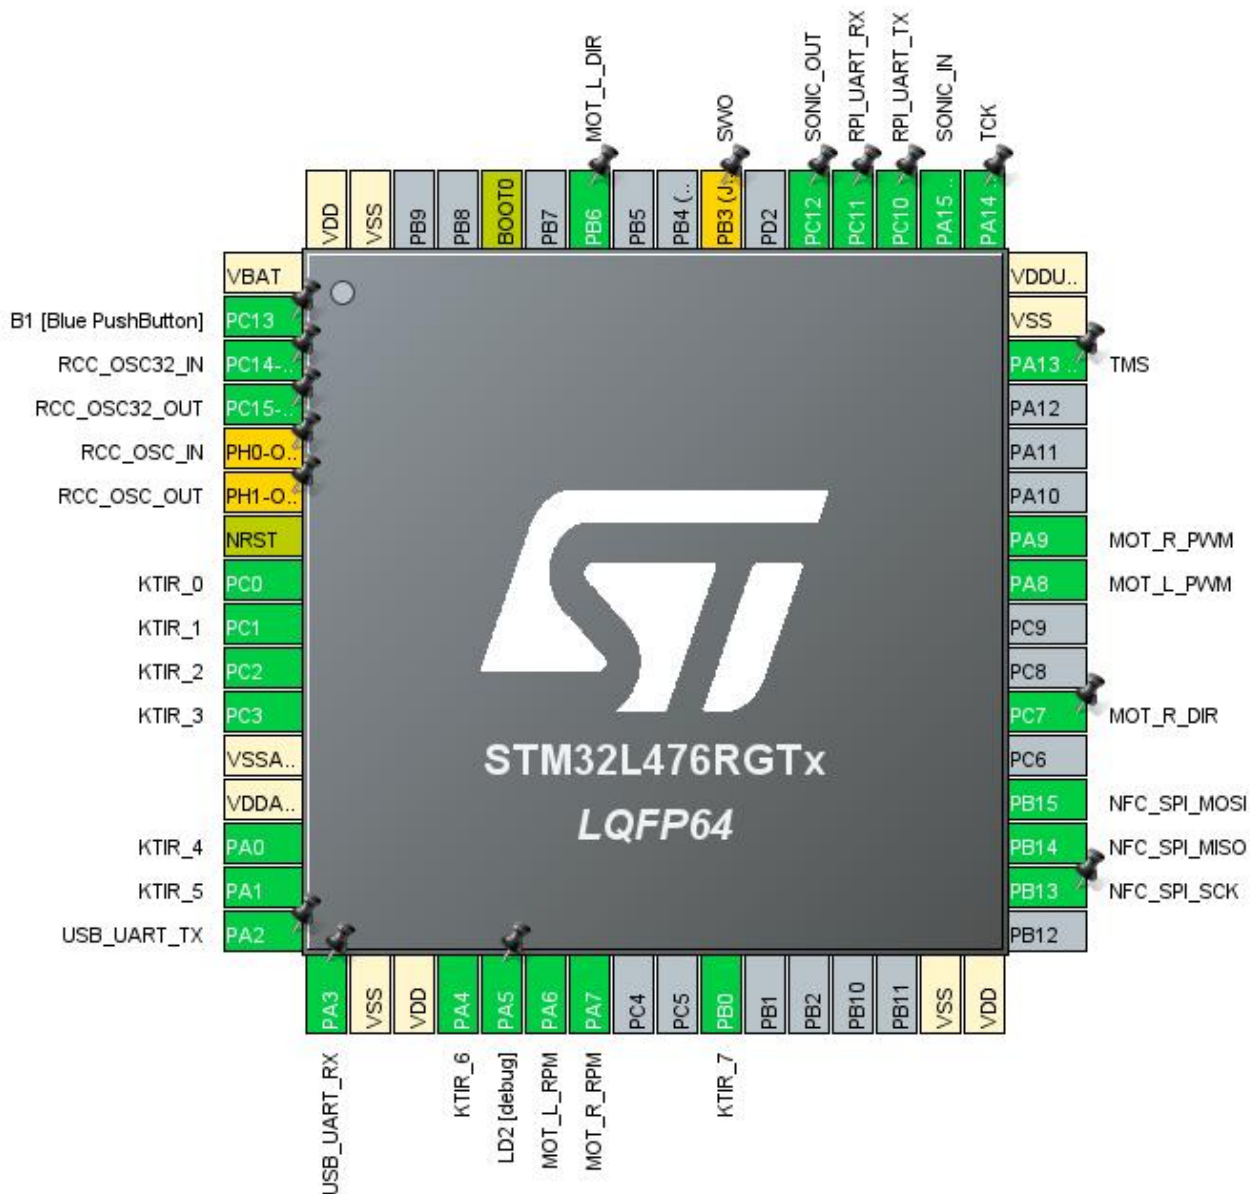 MOT_L_DIR
SWO
SONIC_OUT
RPI_UART_RX
RPI_UART_TX
SONIC_IN
TCK
VDD
VSS
PB9
PB8
BOOT0
PB7
PB6
PB5
PB4 (..
PB3 (J..
PD2
PC12
PC11
PC10
PA15 ..
PA14 ..
VBAT
B1 [Blue PushButton] PC13
RCC_OSC32_IN PC14-..
RCC_OSC32_OUT PC15-..
RCC_OSC_IN PH0-O..
RCC_OSC_OUT PH1-O..
NRST
KTIR_0 PC0
KTIR_1 PC1
KTIR_2 PC2
KTIR_3 PC3
VSSA..
VDDA..
KTIR_4 PA0
KTIR_5 PA1
USB_UART_TX PA2
ST
STM32L476RGTx
LQFP64
VDDU..
VSS
PA13 .. TMS
PA12
PA11
PA10
PA9 MOT_R_PWM
PA8 MOT_L_PWM
PC9
PC8
PC7 MOT_R_DIR
PC6
PB15 NFC_SPI_MOSI
PB14 NFC_SPI_MISO
PB13 NFC_SPI_SCK
PB12
PA3
VSS
VDD
PA4
PA5
PA6
PA7
PC4
PC5
PB0
PB1
PB2
PB10
PB11
VSS
VDD
USB_UART_RX
KTIR_6
LD2 [debug]
MOT_L_RPM
MOT_R_RPM
KTIR_7